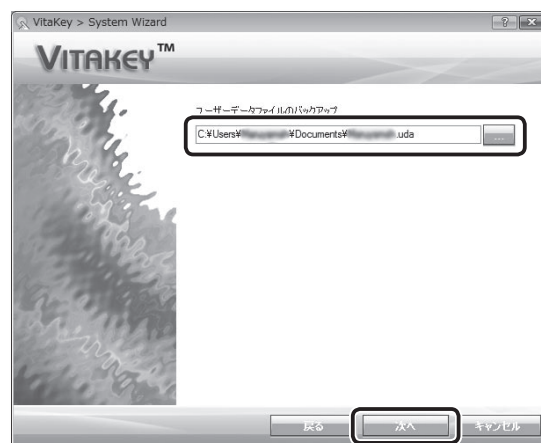 VitaKey > System Wizard
VITAKEY™
ユーザーデータファイルのバックアップ
C:¥Users¥ ¥Documents¥ .uda
...
戻る
次へ
キャンセル